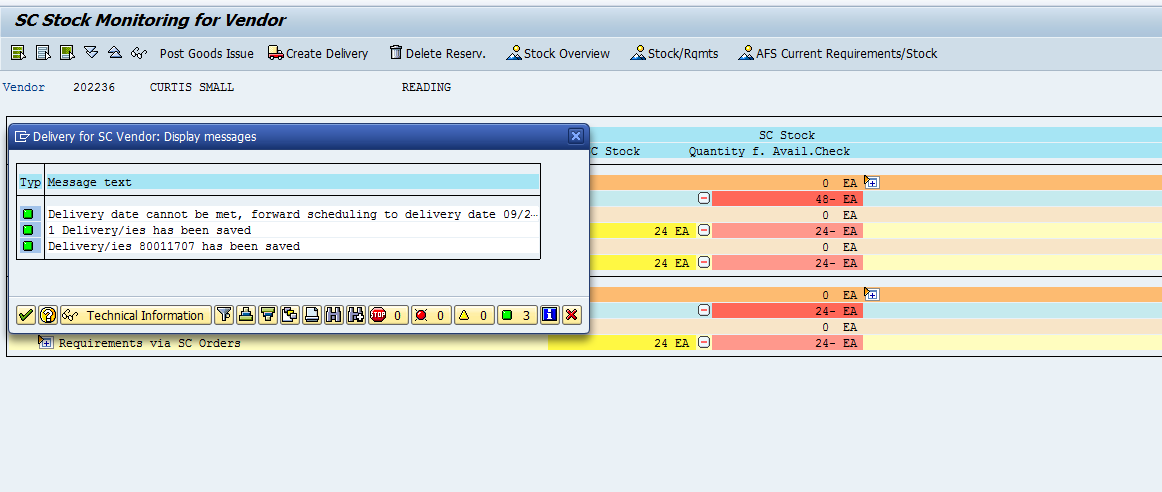 SC Stock Monitoring for Vendor
Post Goods Issue Create Delivery Delete Reserv. Stock Overview Stock/Rqmts AFS Current Requirements/Stock
Vendor 202236 CURTIS SMALL READING
Delivery for SC Vendor: Display messages
SC Stock
C Stock Quantity f. Avail.Check
Typ Message text
0 EA
48- EA
Delivery date cannot be met, forward scheduling to delivery date 09/2...
0 EA
1 Delivery/ies has been saved
24 EA 24- EA
Delivery/ies 80011707 has been saved
0 EA
24 EA 24- EA
0 EA
Technical Information STOP 0 0 0 3
24- EA
0 EA
Requirements via SC Orders 24 EA 24- EA